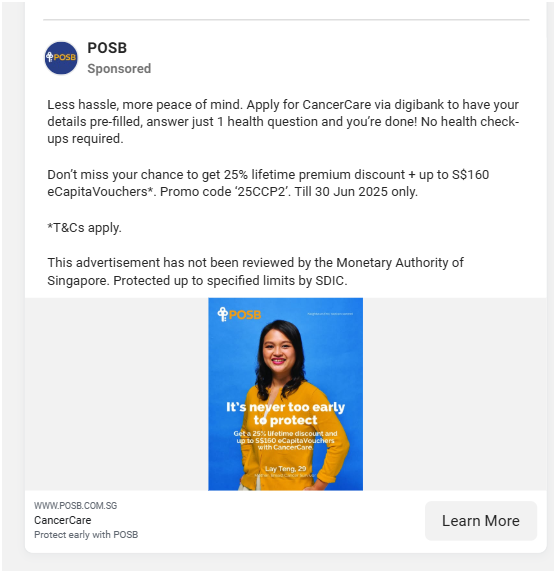 POSB
POSB
Sponsored
Less hassle, more peace of mind. Apply for CancerCare via digibank to have your
details pre-filled, answer just 1 health question and you’re done! No health check-
ups required.
Don’t miss your chance to get 25% lifetime premium discount + up to S$160
eCapitaVouchers*. Promo code ‘25CCP2’. Till 30 Jun 2025 only.
*T&Cs apply.
This advertisement has not been reviewed by the Monetary Authority of
Singapore. Protected up to specified limits by SDIC.
POSB
It’s never too early
to protect
Get a 25% lifetime discount and
up to S$160 eCapitaVouchers
with CancerCare
Lay Teng, 29
WWW.POSB.COM.SG
CancerCare
Protect early with POSB
Learn More